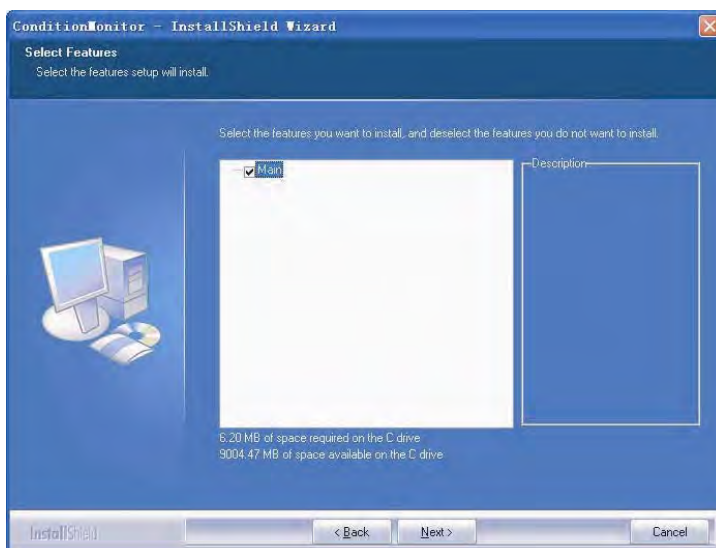 ConditionMonitor - InstallShield Wizard
Select Features
Select the features setup will install.
Select the features you want to install, and deselect the features you do not want to install.
Main
Description
6.20 MB of space required on the C drive
9004.47 MB of space available on the C drive
InstallShield
< Back
Next >
Cancel